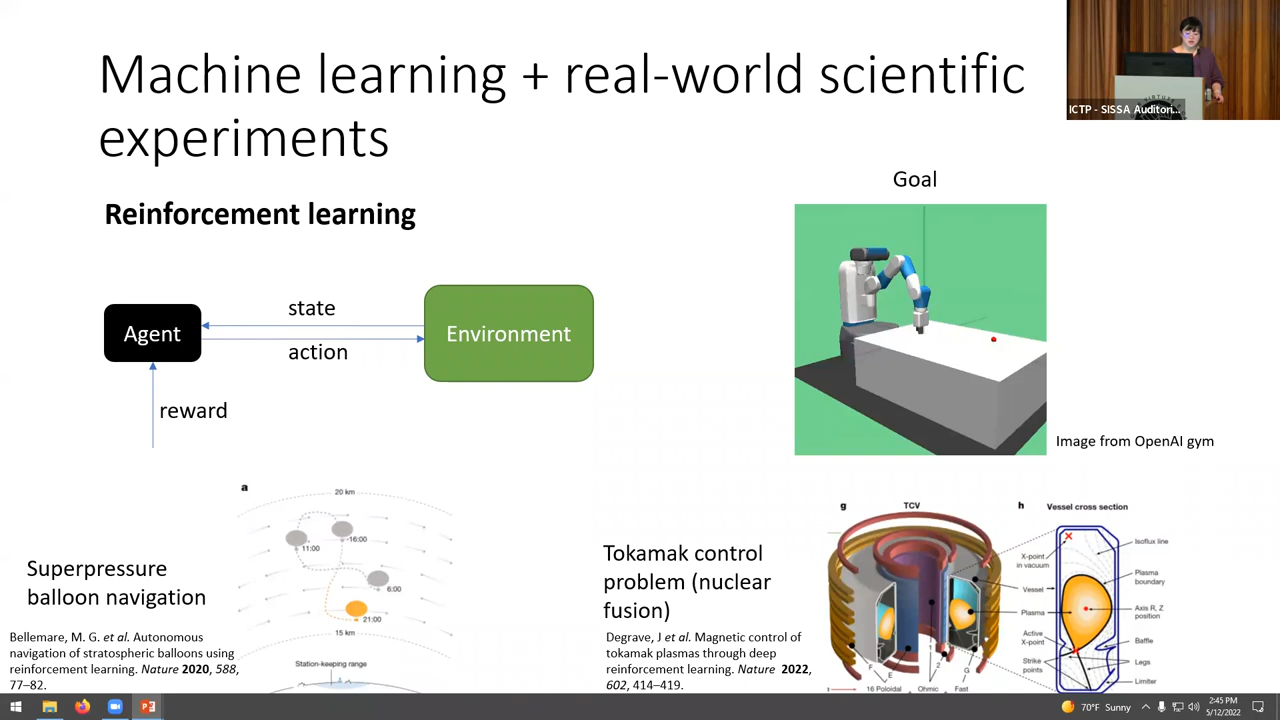 Machine learning + real-world scientific
experiments
ICTP - SISSA Auditori...
Reinforcement learning
Agent
state
action
Environment
reward
Goal
Image from OpenAI gym
Superpressure
balloon navigation
Bellemare, M. G. et al. Autonomous
navigation of stratospheric balloons using
reinforcement learning. Nature 2020, 588,
77–82.
a
20 km
11:00
16:00
6:00
21:00
15 km
Station-keeping range
Tokamak control
problem (nuclear
fusion)
Degrave, J et al. Magnetic control of
tokamak plasmas through deep
reinforcement learning. Nature 2022,
602, 414–419.
g
TCV
F
E
1
2
G
16 Poloidal
Ohmic
Fast
h
Vessel cross section
X-point
in vacuum
Vessel
Plasma
Active
X-point
Strike
points
Isoflux line
Plasma
boundary
Axis R, Z
position
Baffle
Legs
Limiter
70°F Sunny
2:45 PM
5/12/2022